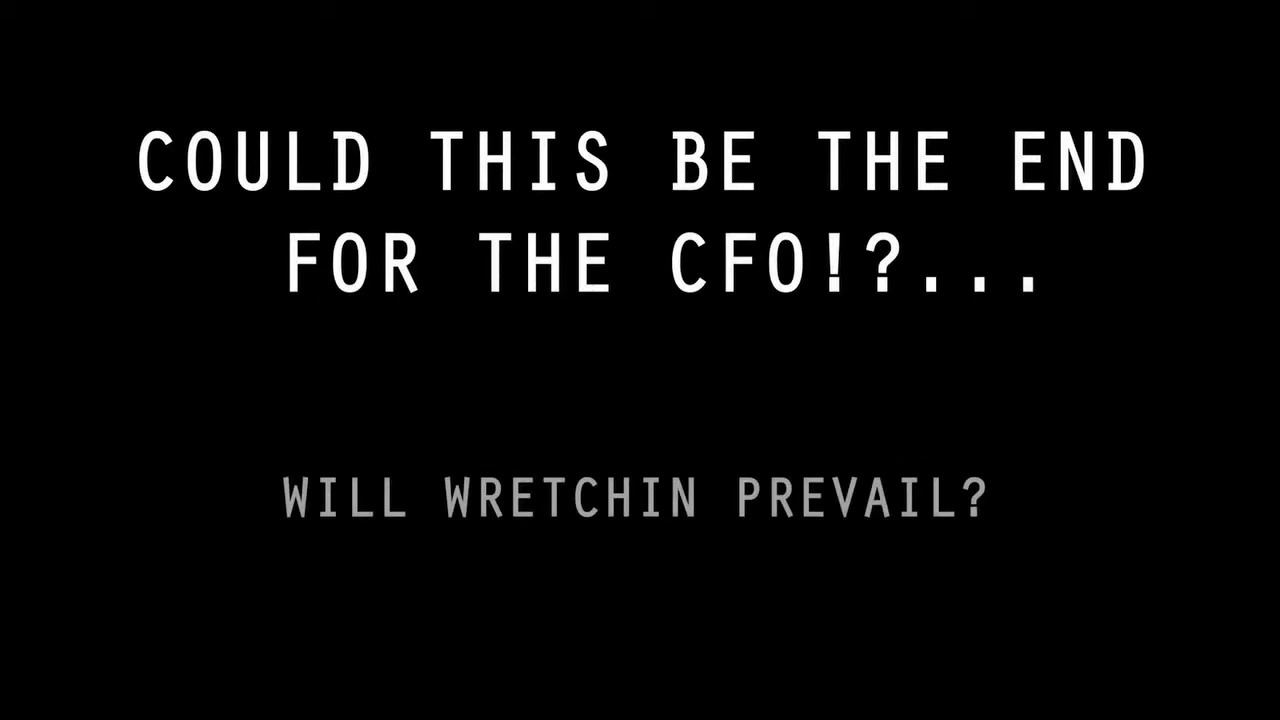 COULD THIS BE THE END
FOR THE CFO!?...
WILL WRETCHIN PREVAIL?